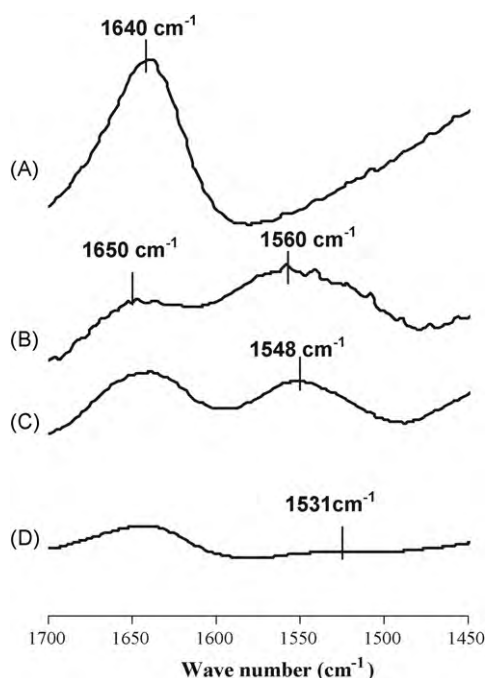 1640 cm⁻¹
(A)
1650 cm⁻¹
1560 cm⁻¹
(B)
1548 cm⁻¹
(C)
1531cm⁻¹
(D)
1700 1650 1600 1550 1500 1450
Wave number (cm⁻¹)